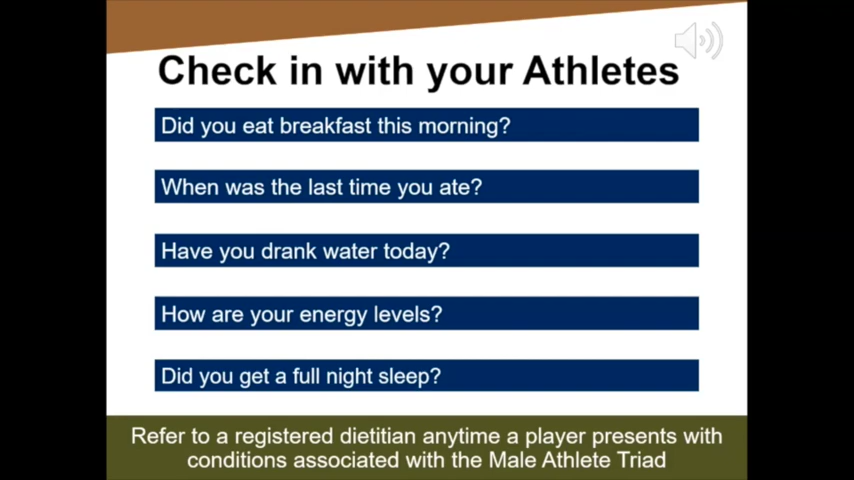 Check in with your Athletes
Did you eat breakfast this morning?
When was the last time you ate?
Have you drank water today?
How are your energy levels?
Did you get a full night sleep?
Refer to a registered dietitian anytime a player presents with
conditions associated with the Male Athlete Triad